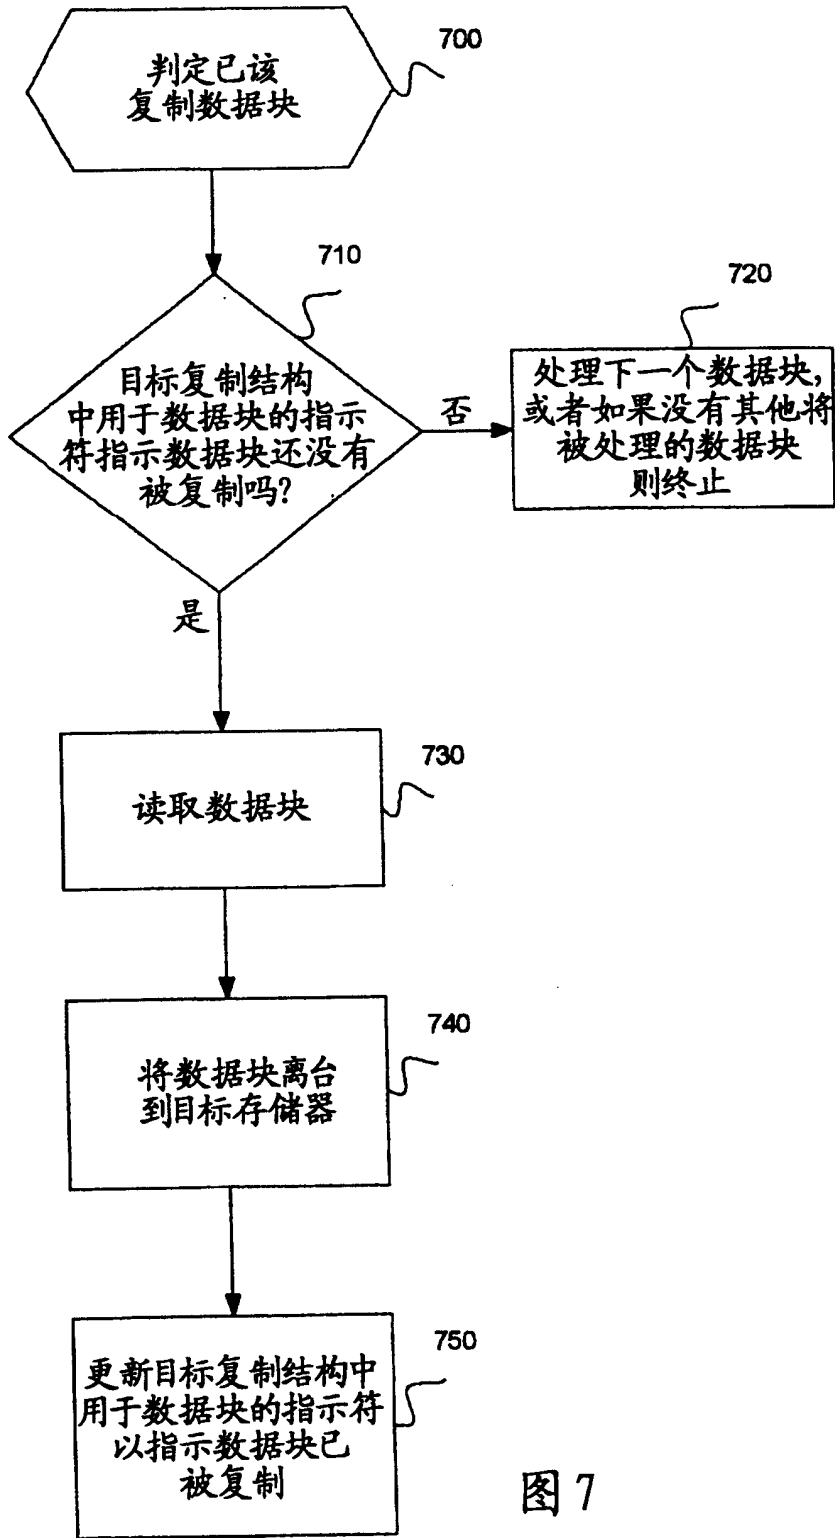 判定已该
复制数据块
700
710
目标复制结构
中用于数据块的指示
符指示数据块还没有
被复制吗?
否
720
处理下一个数据块,
或者如果没有其他将
被处理的数据块
则终止
是
730
读取数据块
740
将数据块离台
到目标存储器
750
更新目标复制结构中
用于数据块的指示符
以指示数据块已
被复制
图7